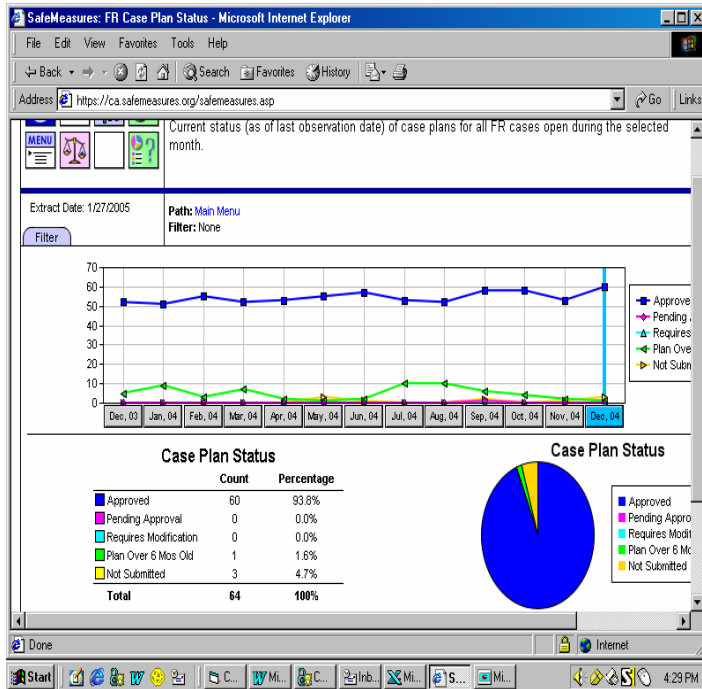 SafeMeasures: FR Case Plan Status - Microsoft Internet Explorer
File Edit View Favorites Tools Help
Back Search Favorites History
Address https://ca.safemeasures.org/safemeasures.asp Go Links
MENU
Current status (as of last observation date) of case plans for all FR cases open during the selected
month.
Extract Date: 1/27/2005
Path: Main Menu
Filter: None
Filter
70
60
50
40
30
20
10
0
Dec, 03 Jan, 04 Feb, 04 Mar, 04 Apr, 04 May, 04 Jun, 04 Jul, 04 Aug, 04 Sep, 04 Oct, 04 Nov, 04 Dec, 04
Approve
Pending
Requires
Plan Ove
Not Subm
Case Plan Status
Count Percentage
Approved 60 93.8%
Pending Approval 0 0.0%
Requires Modification 0 0.0%
Plan Over 6 Mos Old 1 1.6%
Not Submitted 3 4.7%
Total 64 100%
Case Plan Status
Approved
Pending Appro
Requires Modif
Plan Over 6 Mo
Not Submitted
Done Internet
Start C... Mi... C... Inb... Mi... S... Mi... 4:29 PM